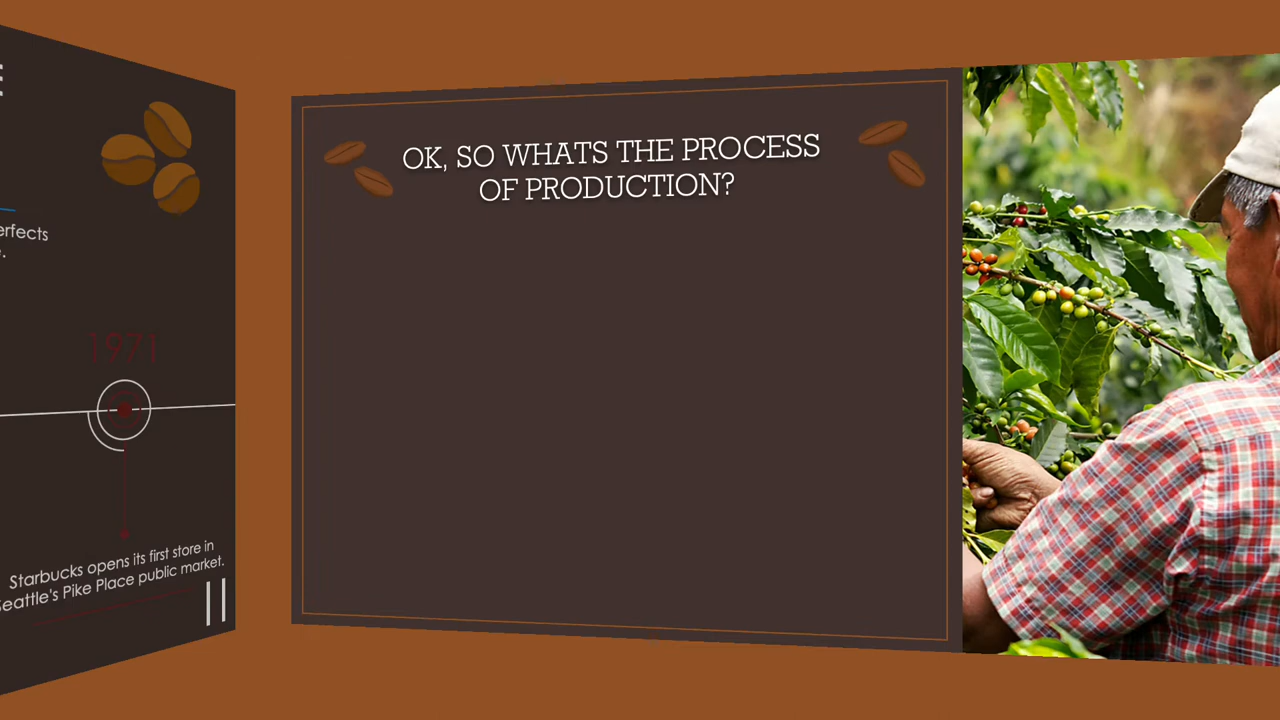 erfects
1971
Starbucks opens its first store in
Seattle's Pike Place public market.
OK, SO WHATS THE PROCESS
OF PRODUCTION?